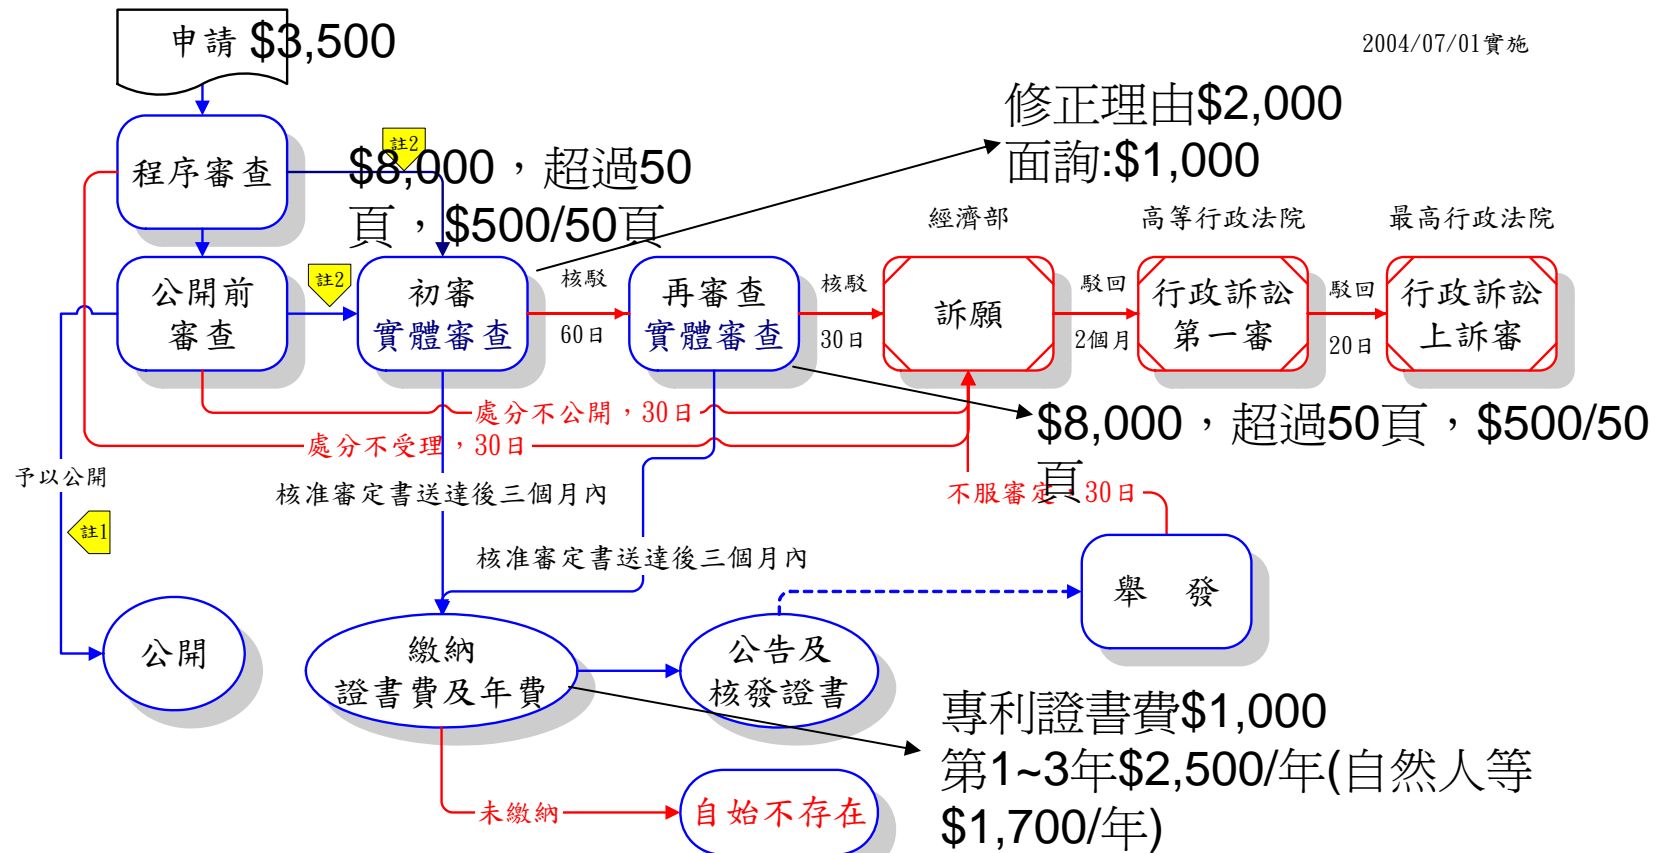 申請 $3,500
2004/07/01實施
修正理由$2,000
面詢:$1,000
註2
程序審查
$8,000，超過50
頁，$500/50頁
經濟部
高等行政法院
最高行政法院
公開前
審查
註2
初審
實體審查
核駁
60日
再審查
實體審查
核駁
30日
訴願
駁回
2個月
行政訴訟
第一審
駁回
20日
行政訴訟
上訴審
處分不公開，30日
處分不受理，30日
$8,000，超過50頁，$500/50
頁
予以公開
核准審定書送達後三個月內
不服審定，30日
註1
核准審定書送達後三個月內
舉　發
公開
繳納
證書費及年費
公告及
核發證書
專利證書費$1,000
第1~3年$2,500/年(自然人等
$1,700/年)
未繳納
自始不存在